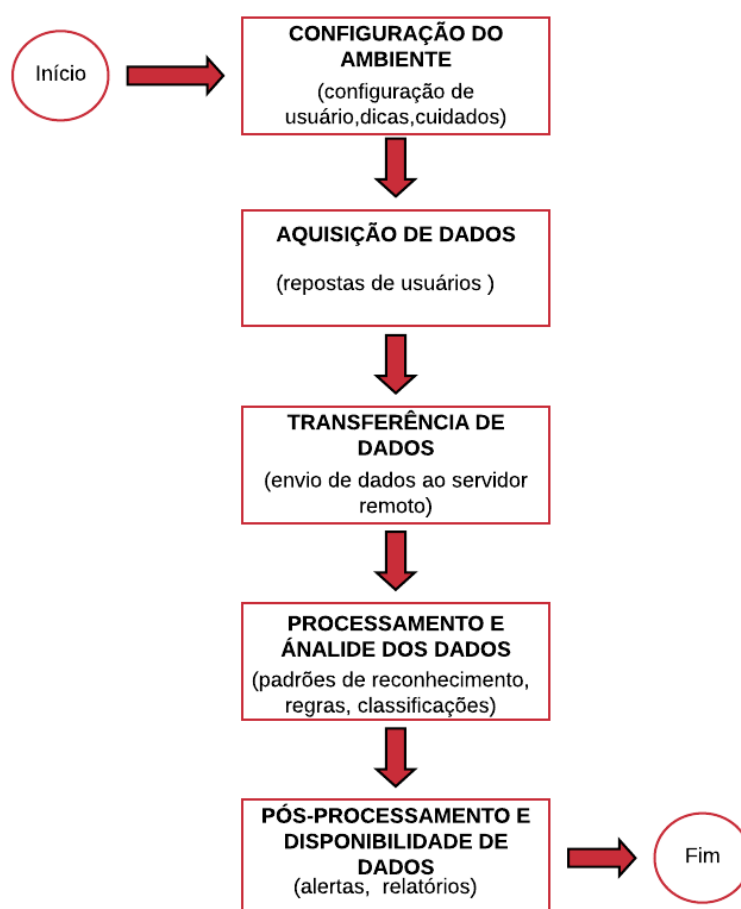 Início
CONFIGURAÇÃO DO
AMBIENTE
(configuração de
usuário,dicas,cuidados)
AQUISIÇÃO DE DADOS
(repostas de usuários )
TRANSFERÊNCIA DE
DADOS
(envio de dados ao servidor
remoto)
PROCESSAMENTO E
ÁNALIDE DOS DADOS
(padrões de reconhecimento,
regras, classificações)
PÓS-PROCESSAMENTO E
DISPONIBILIDADE DE
DADOS
(alertas, relatórios)
Fim